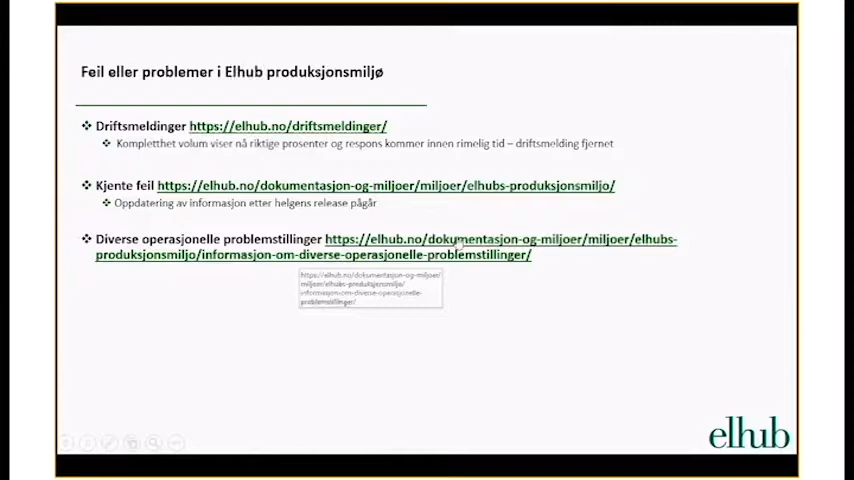 Feil eller problemer i Elhub produksjonsmiljø
Driftsmeldinger https://elhub.no/driftsmeldinger/
Kompletthet volum viser nå riktige prosenter og respons kommer innen rimelig tid – driftsmelding fjernet
Kjente feil https://elhub.no/dokumentasjon-og-miljoer/miljoer/elhubs-produksjonsmiljo/
Oppdatering av informasjon etter helgens release pågår
Diverse operasjonelle problemstillinger https://elhub.no/dokumentasjon-og-miljoer/miljoer/elhubs-
produksjonsmiljo/informasjon-om-diverse-operasjonelle-problemstillinger/
https://elhub.no/dokumentasjon-og-miljoer/
miljoer/elhubs-produksjonsmiljo/
informasjon-om-diverse-operasjonelle-
problemstillinger/
elhub